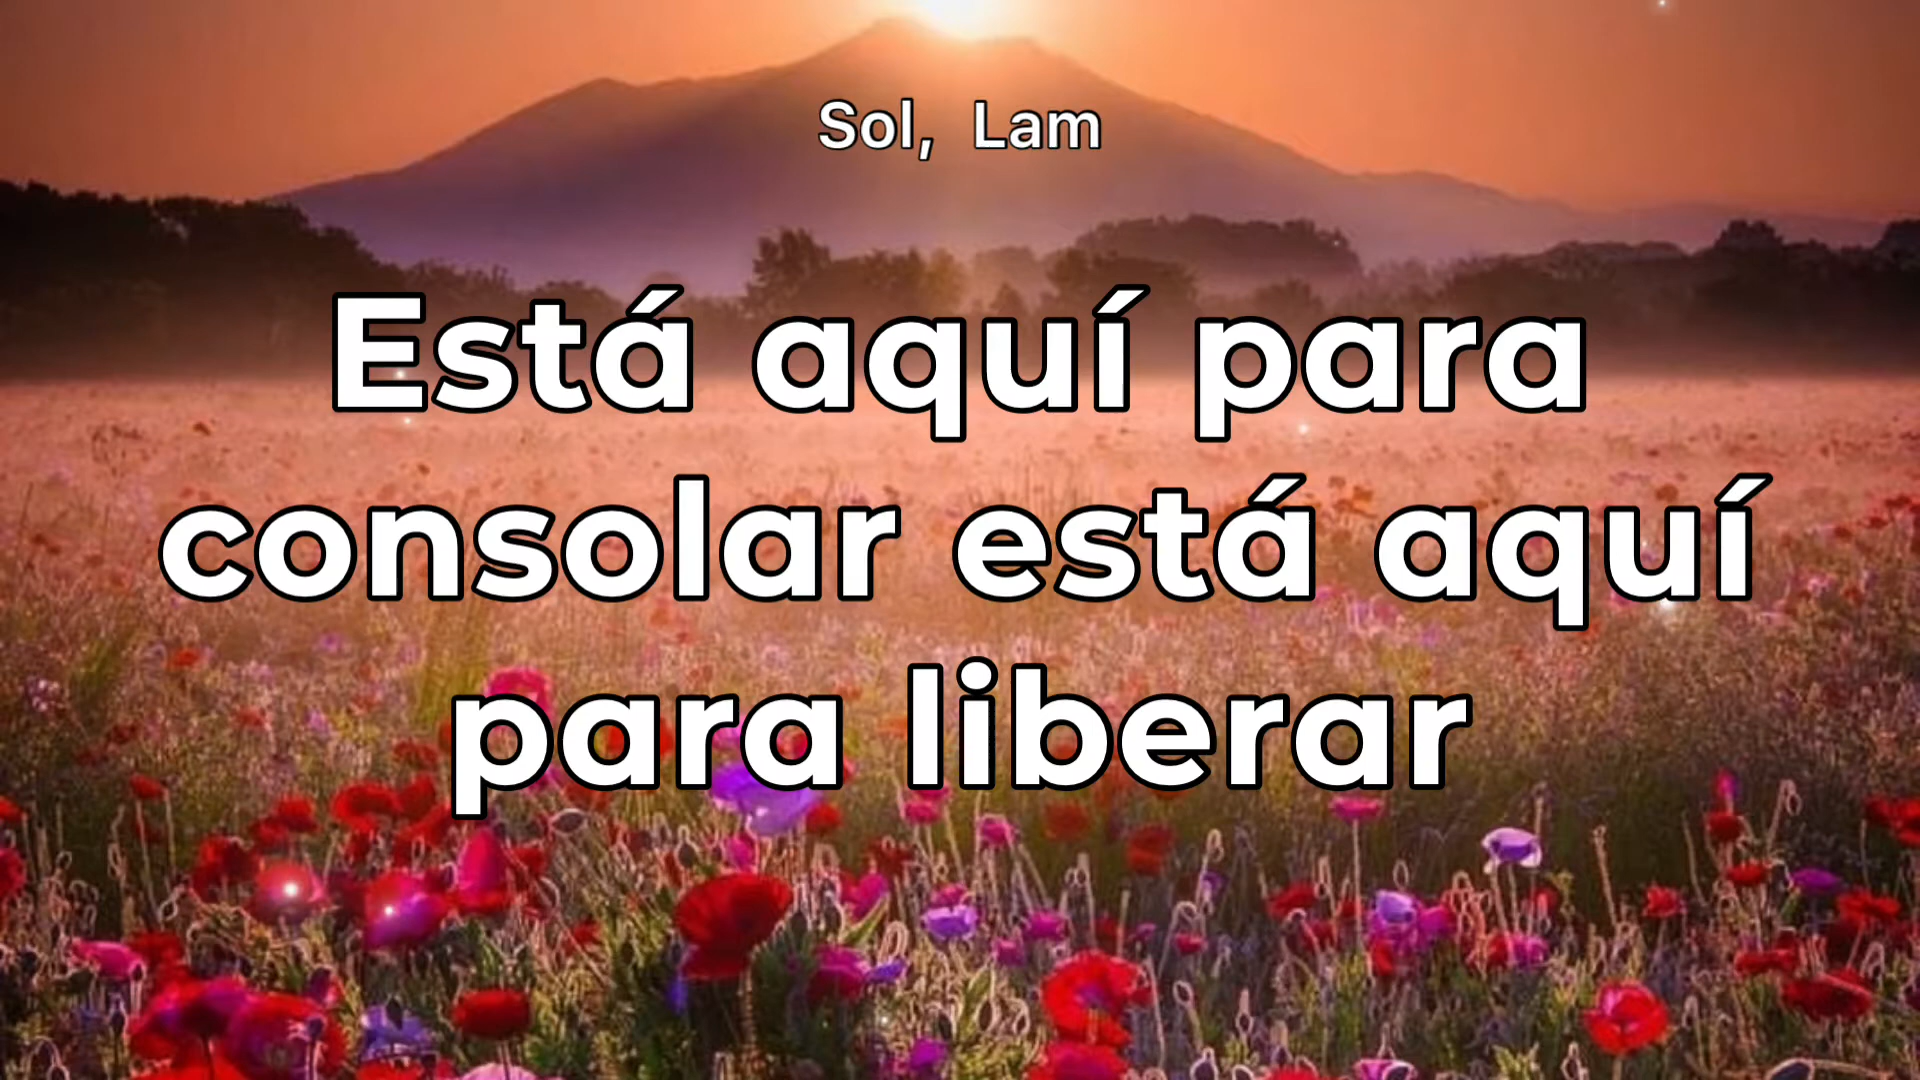 Sol, Lam
Está aquí para
consolar está aquí
para liberar